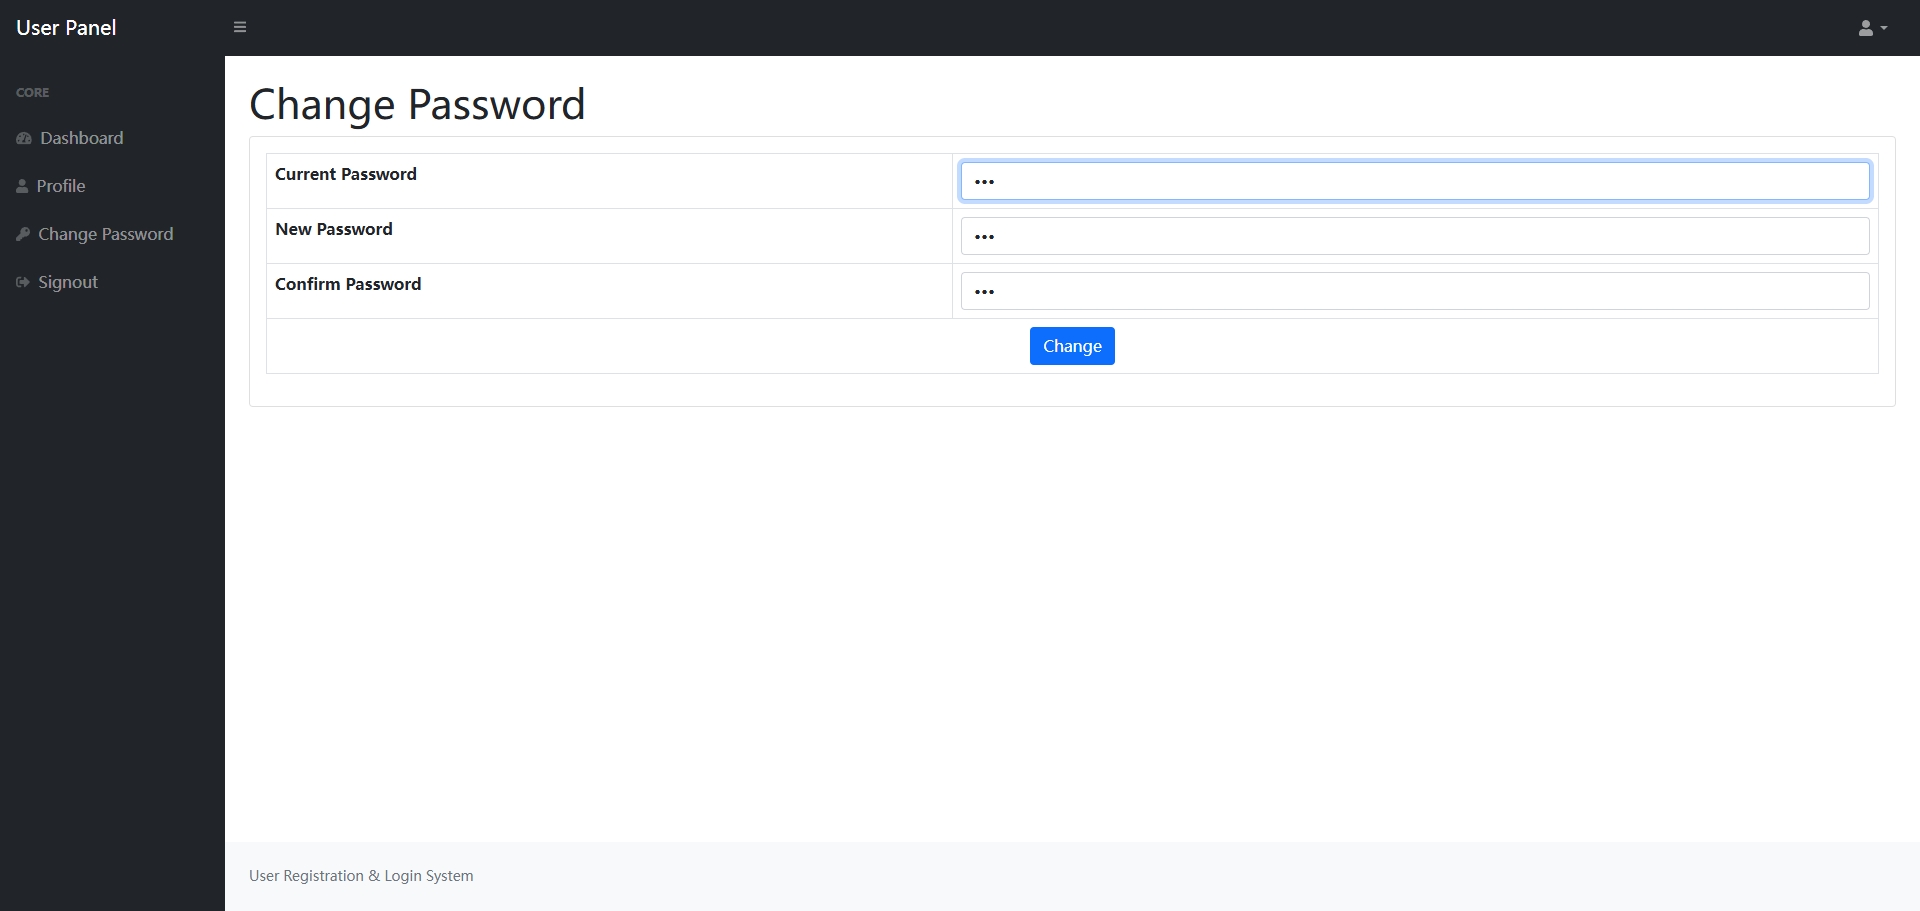 User Panel
CORE
Dashboard
Profile
Change Password
Signout
Change Password
Current Password
•••
New Password
•••
Confirm Password
•••
Change
User Registration & Login System